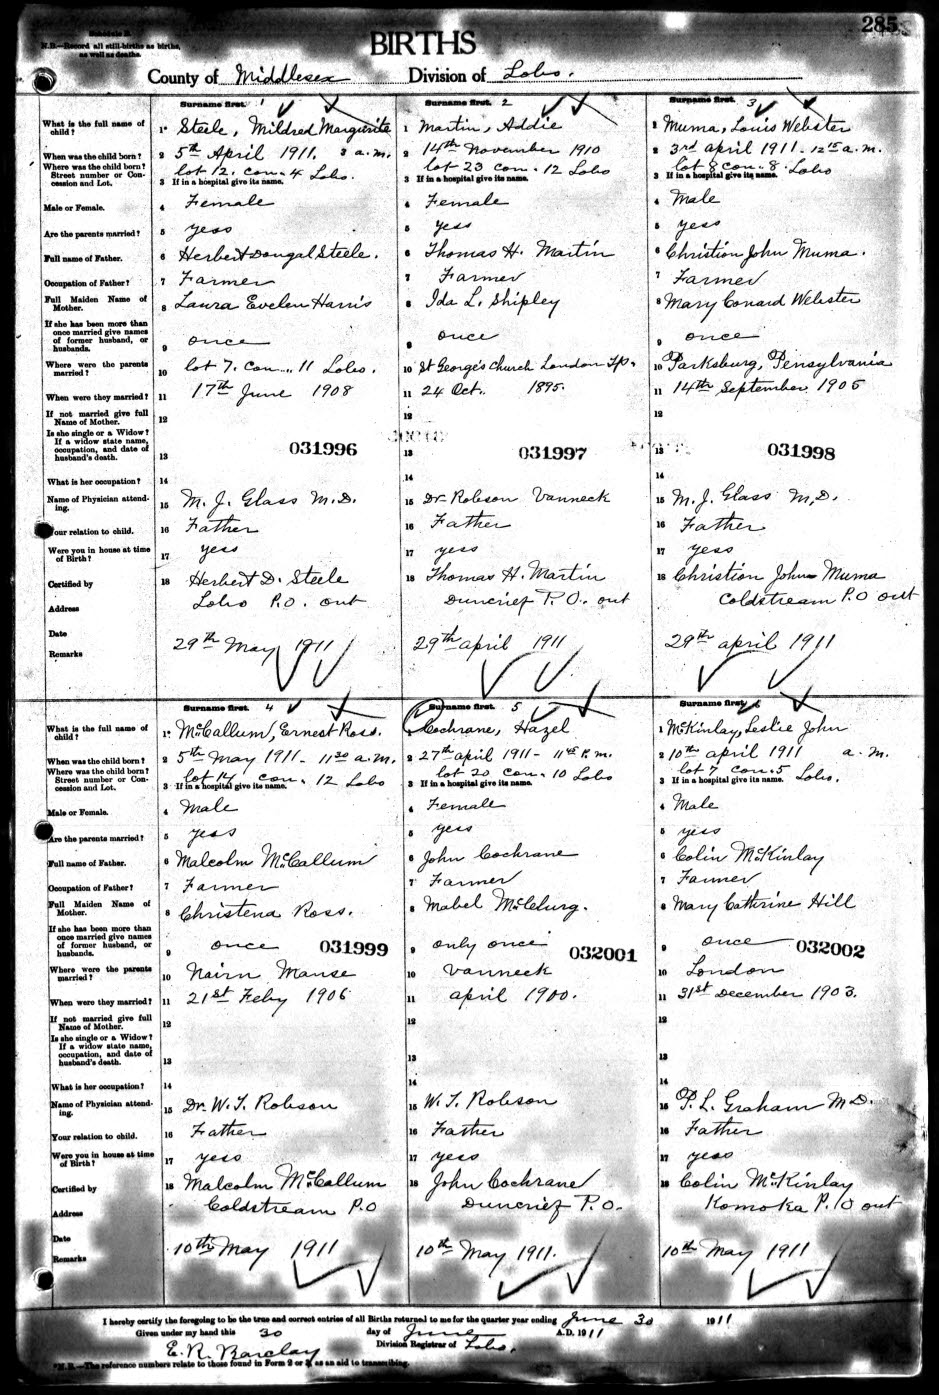 285
Schedule B.
N.B.—Record all still-births as births,
as well as deaths.
BIRTHS
County of Middlesex Division of Lobo.
Surname first. 1 Surname first. 2 Surname first. 3
What is the full name of child? 1* Steele, Mildred Marguerite 1 Martin, Addie 1 Muma, Louis Webster
When was the child born? 2 5th April 1911. 3 a.m. 2 14th November 1910 2 3rd april 1911 - 12 15 a.m.
Where was the child born? Street number or Concession and Lot. lot 12. con. 4 Lobo. lot 23 con. 12 Lobo lot 8 con. 8. Lobo
3 If in a hospital give its name. 3 If in a hospital give its name. 3 If in a hospital give its name.
Male or Female. 4 Female 4 Female 4 Male
Are the parents married? 5 yess 5 yess 5 yess
Full name of Father. 6 Herbert Dougal Steele. 6 Thomas H. Martin 6 Christion John Muma.
Occupation of Father? 7 Farmer 7 Farmer 7 Farmer
Full Maiden Name of Mother. 8 Laura Evelen Harris 8 Ida L. Shipley 8 Mary Conard Webster
If she has been more than once married give names of former husband, or husbands. 9 once 9 once 9 once
Where were the parents married? 10 lot 7. con. 11 Lobo. 10 St George's Church London Tp. 10 Parksburg, Pensylvania
When were they married? 11 17th June 1908 11 24 Oct. 1895. 11 14th September 1905
If not married give full Name of Mother. 12 12 12
Is she single or a Widow? If a widow state name, occupation, and date of husband's death. 13 031996 13 031997 13 031998
What is her occupation? 14 14 14
Name of Physician attending. 15 M. J. Glass M.D. 15 Dr Robson Vanneck 15 M. J. Glass M.D.
Your relation to child. 16 Father 16 Father 16 Father
Were you in house at time of Birth? 17 yess 17 yess 17 yess
Certified by 18 Herbert D. Steele 18 Thomas H. Martin 18 Christion John Muma
Address Lobo P.O. out Duncrief P.O. out Coldstream P.O out
Date 29th May 1911 29th april 1911 29th april 1911
Remarks
Surname first. 4 Surname first. 5 Surname first. 6
What is the full name of child? 1* McCallum, Ernest Ross. 1 Cochrane, Hazel 1 McKinlay, Leslie John
When was the child born? 2 5th May 1911 - 11 30 a.m. 2 27th april 1911 - 11 45 P.m. 2 10th april 1911 a.m.
Where was the child born? Street number or Concession and Lot. lot 14 con. 12 Lobo lot 20 con. 10 Lobo lot 7 con. 5 Lobo.
3 If in a hospital give its name. 3 If in a hospital give its name. 3 If in a hospital give its name.
Male or Female. 4 Male 4 Female 4 Male
Are the parents married? 5 yess 5 yess 5 yess
Full name of Father. 6 Malcolm McCallum 6 John Cochrane 6 Colin McKinlay
Occupation of Father? 7 Farmer 7 Farmer 7 Farmer
Full Maiden Name of Mother. 8 Christena Ross. 8 Mabel McClurg. 8 Mary Cathrine Hill
If she has been more than once married give names of former husband, or husbands. 9 once 031999 9 only once 032001 9 once 032002
Where were the parents married? 10 Nairn Manse 10 Vanneck 10 London
When were they married? 11 21st Feby 1906 11 april 1900. 11 31st December 1903.
If not married give full Name of Mother. 12 12 12
Is she single or a Widow? If a widow state name, occupation, and date of husband's death. 13 13 13
What is her occupation? 14 14 14
Name of Physician attending. 15 Dr. W. T. Robson 15 W. T. Robson 15 P. L. Graham M.D.
Your relation to child. 16 Father 16 Father 16 Father
Were you in house at time of Birth? 17 yess 17 yess 17 yess
Certified by 18 Malcolm McCallum 18 John Cochrane 18 Colin McKinlay
Address Coldstream P.O Duncrief P.O. Komoka P.O out
Date 10th May 1911 10th May 1911. 10th May 1911
Remarks
I hereby certify the foregoing to be the true and correct entries of all Births returned to me for the quarter year ending June 30 1911
Given under my hand this 30 day of June A.D. 1911
E. R. Barclay Division Registrar of Lobo.
*N.B.—The reference numbers relate to those found in Form 2 or 3, as an aid to transcribing.